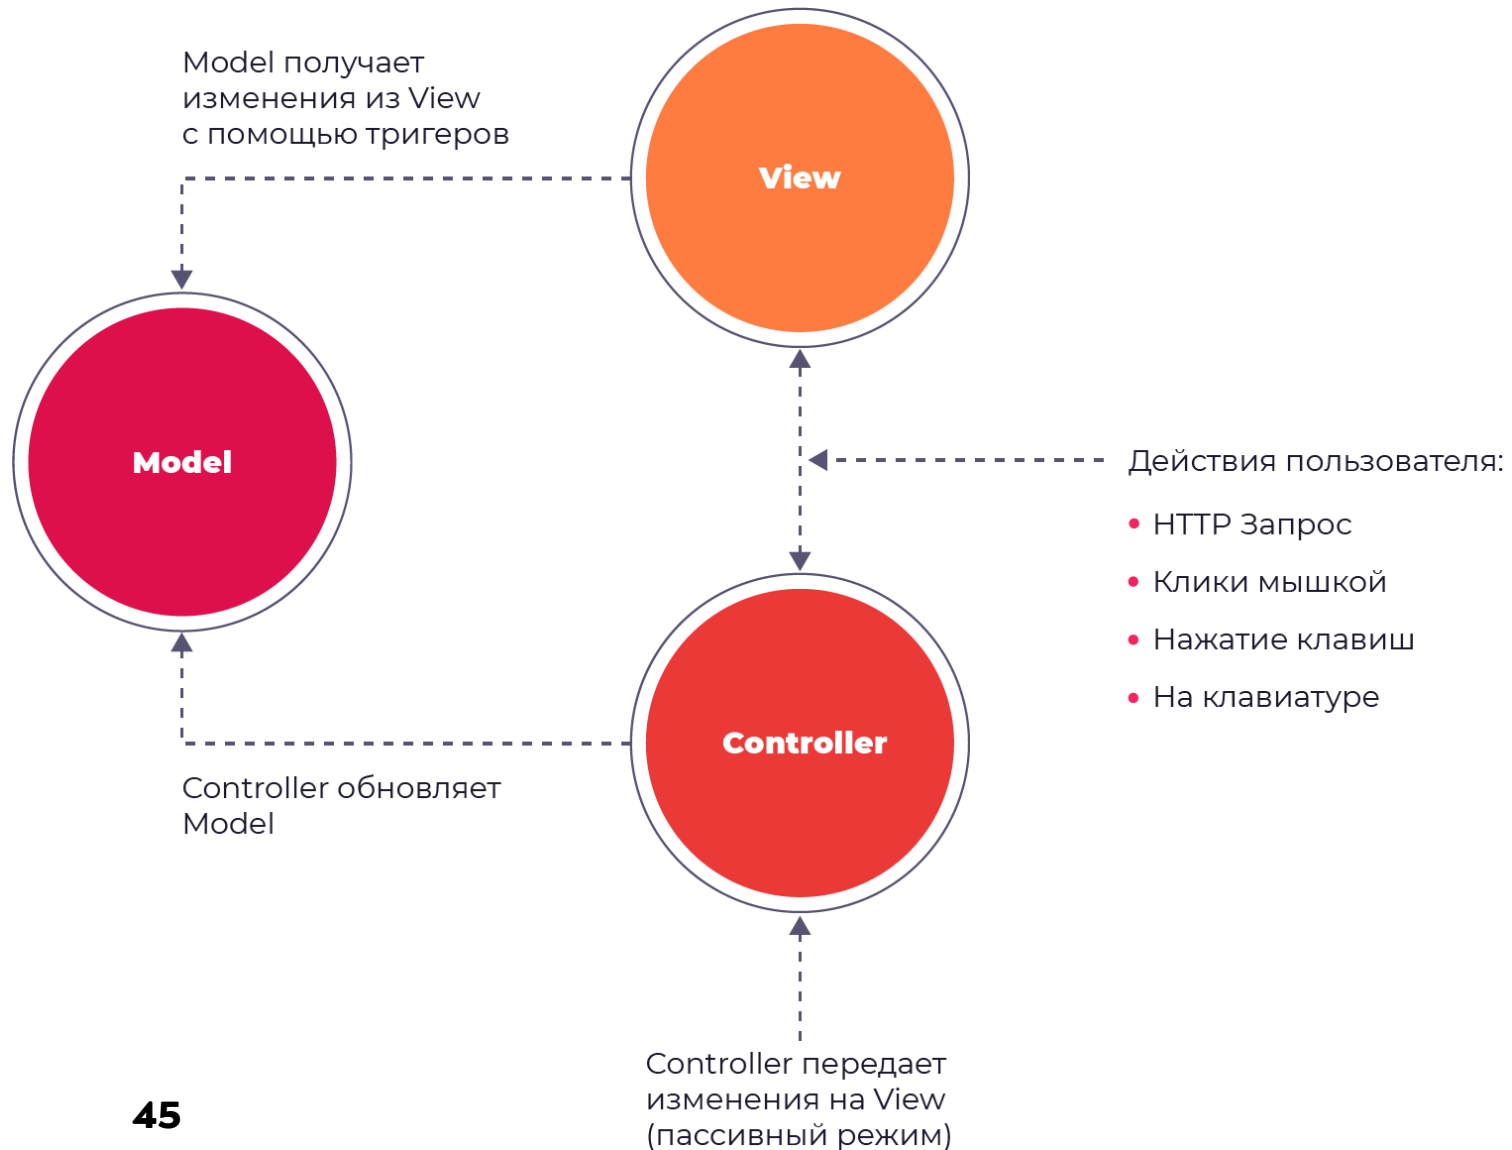 Model получает
изменения из View
с помощью тригеров
View
Model
Действия пользователя:
HTTP Запрос
Клики мышкой
Нажатие клавиш
На клавиатуре
Controller
Controller обновляет
Model
Controller передает
изменения на View
(пассивный режим)
45